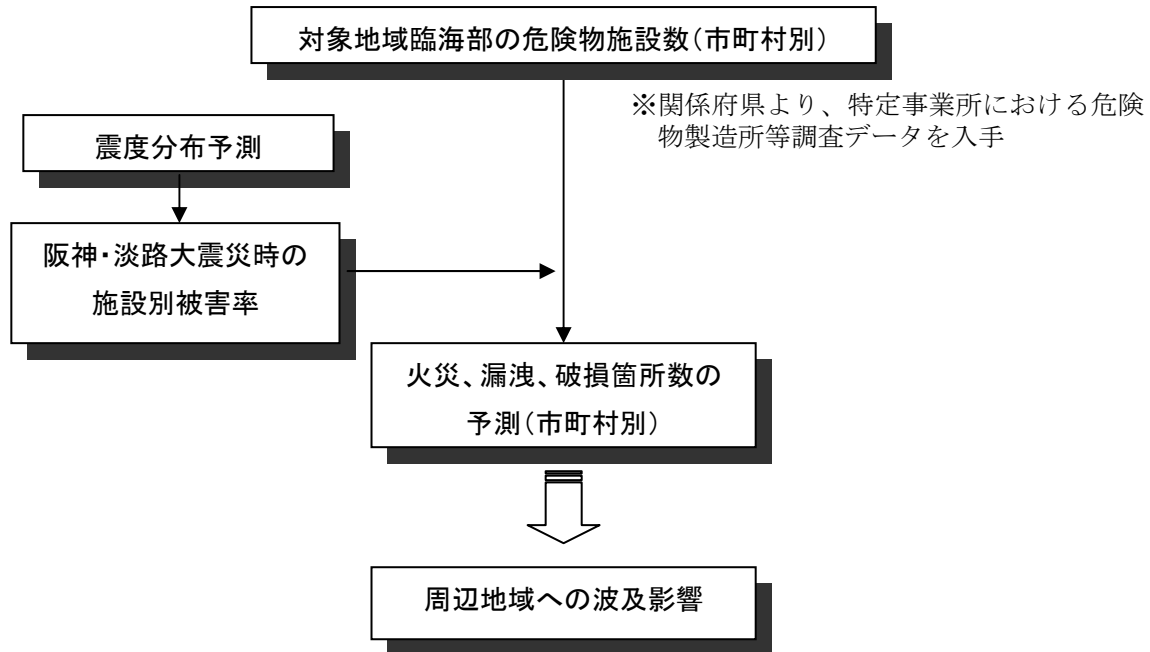 対象地域臨海部の危険物施設数(市町村別)
※関係府県より、特定事業所における危険
物製造所等調査データを入手
震度分布予測
阪神・淡路大震災時の
施設別被害率
火災、漏洩、破損箇所数の
予測(市町村別)
周辺地域への波及影響